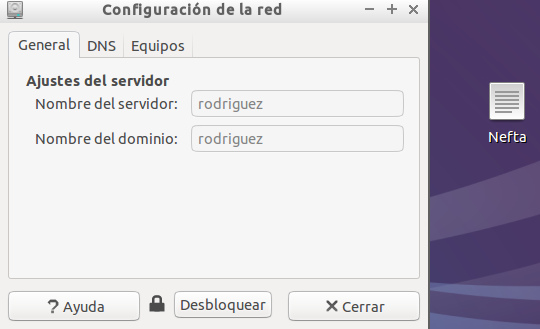 Configuración de la red
General DNS Equipos
Ajustes del servidor
Nombre del servidor: rodriguez
Nombre del dominio: rodriguez
Nefta
Ayuda Desbloquear Cerrar